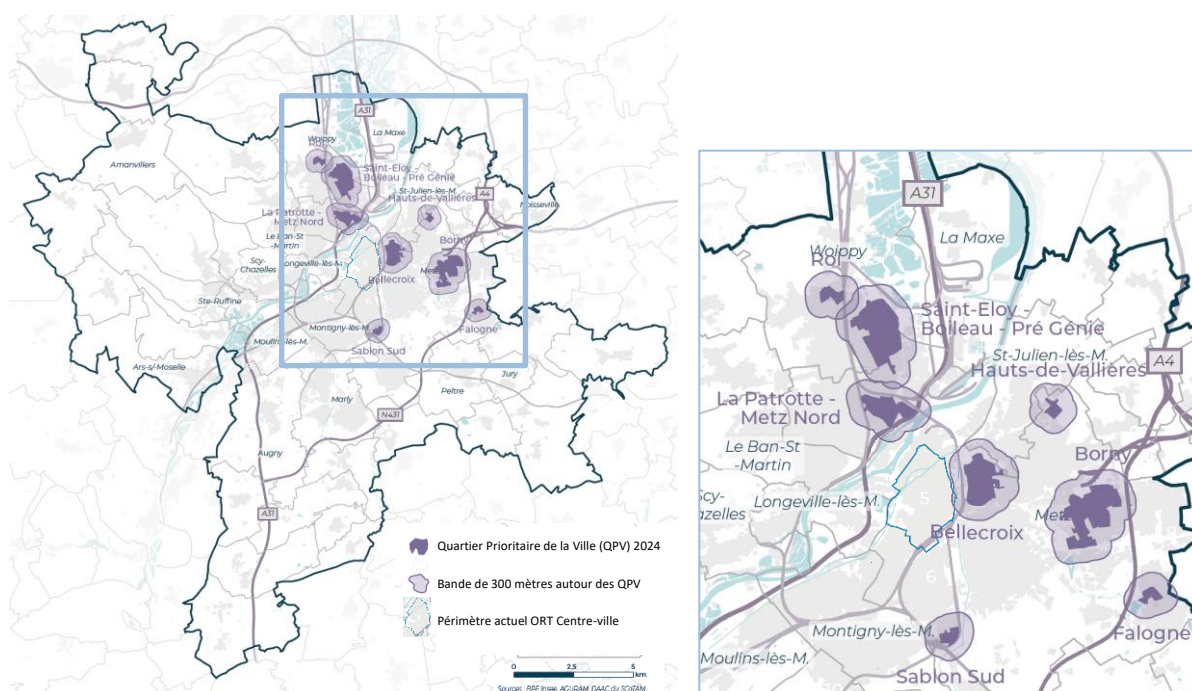 A31
La Maxe
Woippy
Roi
Amanvillers
Saint-Eloy -
Boileau - Pré Génie
St-Julien-lès-M.
Hauts-de-Vallières
A4
Noisseville
La Patrotte -
Metz Nord
Le Ban-St
-Martin
Borny
Scy-
Chazelles
Longeville-lès-M.
Bellecroix
Ste-Ruffine
Montigny-lès-M.
Falogne
Moulins-lès-M.
Sablon Sud
Ars-s/-Moselle
Jury
Marly
Peltre
N431
Augny
A31
Quartier Prioritaire de la Ville (QPV) 2024
Bande de 300 mètres autour des QPV
Périmètre actuel ORT Centre-ville
0 2,5 5
km
A31
La Maxe
Woippy
Roi
Saint-Eloy -
Boileau - Pré Génie
St-Julien-lès-M.
Hauts-de-Vallières
A4
La Patrotte -
Metz Nord
Le Ban-St
-Martin
Borny
Longeville-lès-M.
5
Bellecroix
6
Montigny-lès-M.
Falogne
Moulins-lès-M.
Sablon Sud